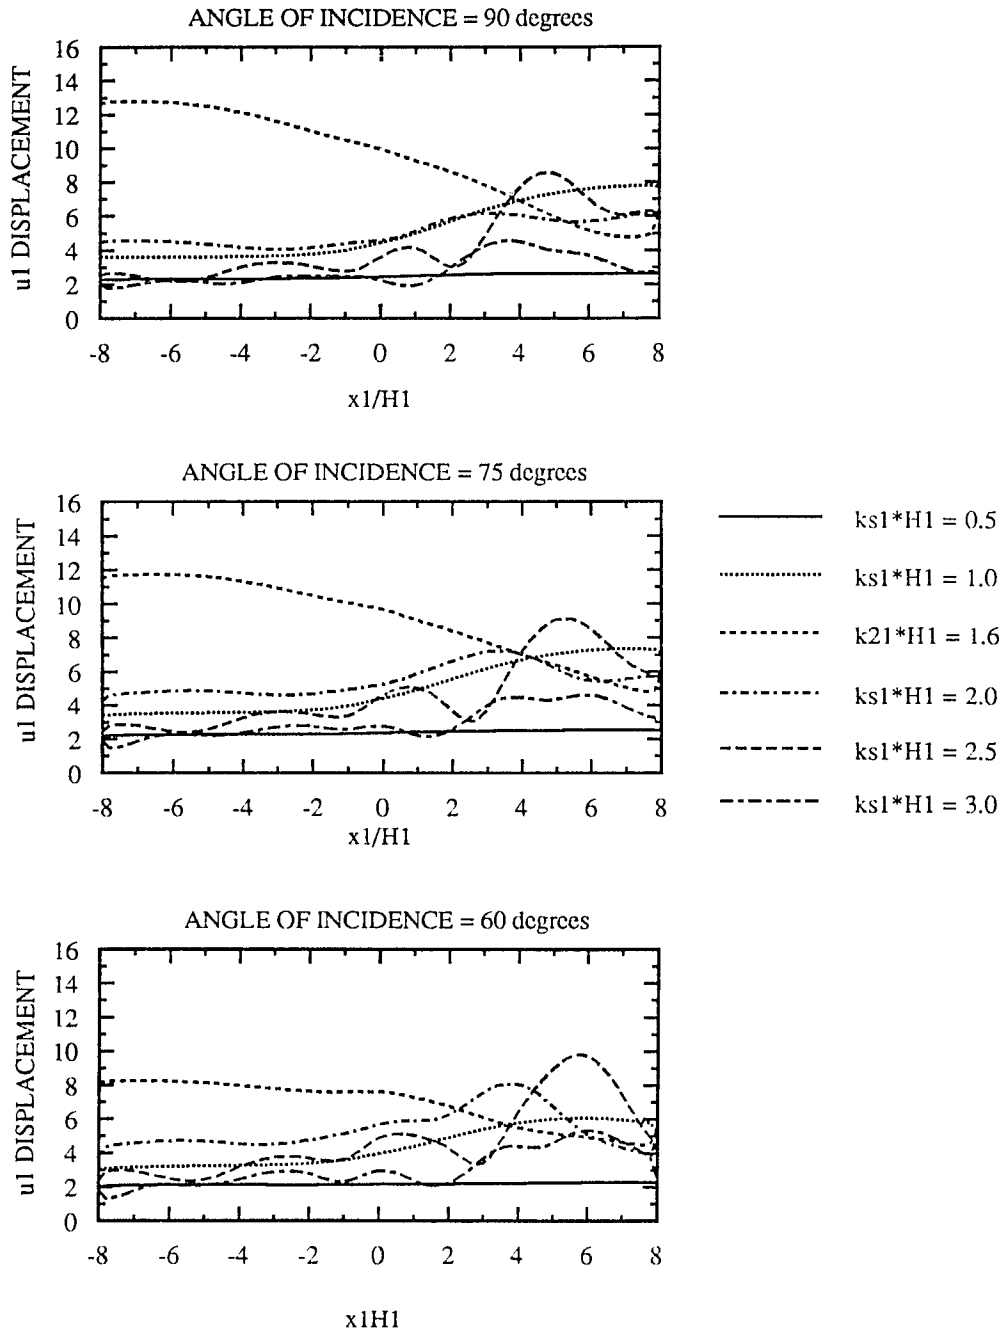 ANGLE OF INCIDENCE = 90 degrees
16
14
12
10
8
6
4
2
0
u1 DISPLACEMENT
-8 -6 -4 -2 0 2 4 6 8
x1/H1
ANGLE OF INCIDENCE = 75 degrees
16
14
12
10
8
6
4
2
0
u1 DISPLACEMENT
-8 -6 -4 -2 0 2 4 6 8
x1/H1
ks1*H1 = 0.5
ks1*H1 = 1.0
k21*H1 = 1.6
ks1*H1 = 2.0
ks1*H1 = 2.5
ks1*H1 = 3.0
ANGLE OF INCIDENCE = 60 degrees
16
14
12
10
8
6
4
2
0
u1 DISPLACEMENT
-8 -6 -4 -2 0 2 4 6 8
x1H1